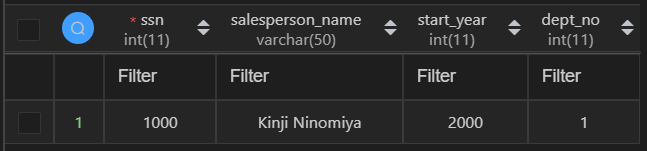 * ssn salesperson_name start_year dept_no
int(11) varchar(50) int(11) int(11)
Filter Filter Filter Filter
1 1000 Kinji Ninomiya 2000 1